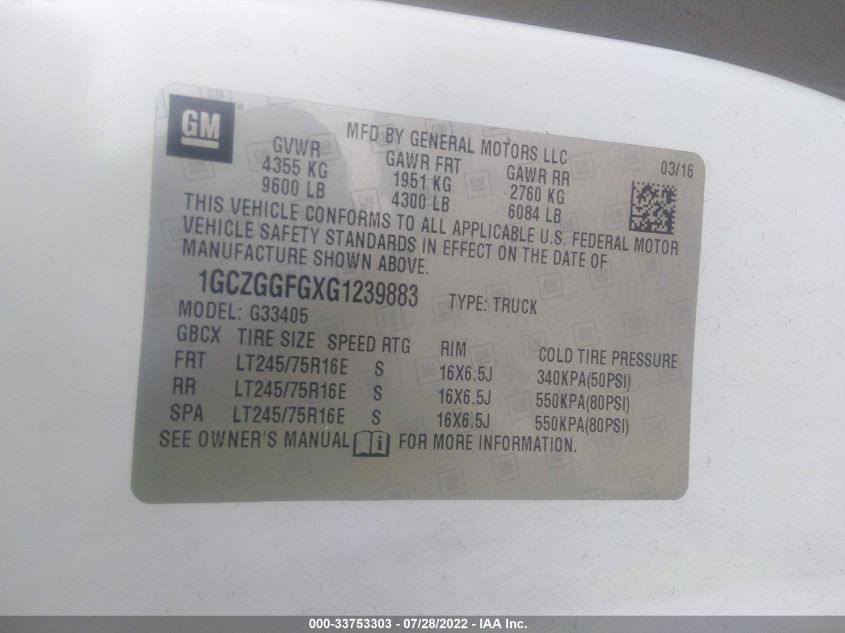 GM
MFD BY GENERAL MOTORS LLC
03/16
GVWR GAWR FRT GAWR RR
4355 KG 1951 KG 2760 KG
9600 LB 4300 LB 6084 LB
THIS VEHICLE CONFORMS TO ALL APPLICABLE U.S. FEDERAL MOTOR
VEHICLE SAFETY STANDARDS IN EFFECT ON THE DATE OF
MANUFACTURE SHOWN ABOVE.
1GCZGGFGXG1239883 TYPE: TRUCK
MODEL: G33405
GBCX TIRE SIZE SPEED RTG RIM COLD TIRE PRESSURE
FRT LT245/75R16E S 16X6.5J 340KPA(50PSI)
RR LT245/75R16E S 16X6.5J 550KPA(80PSI)
SPA LT245/75R16E S 16X6.5J 550KPA(80PSI)
SEE OWNER'S MANUAL i FOR MORE INFORMATION.
000-33753303 - 07/28/2022 - IAA Inc.